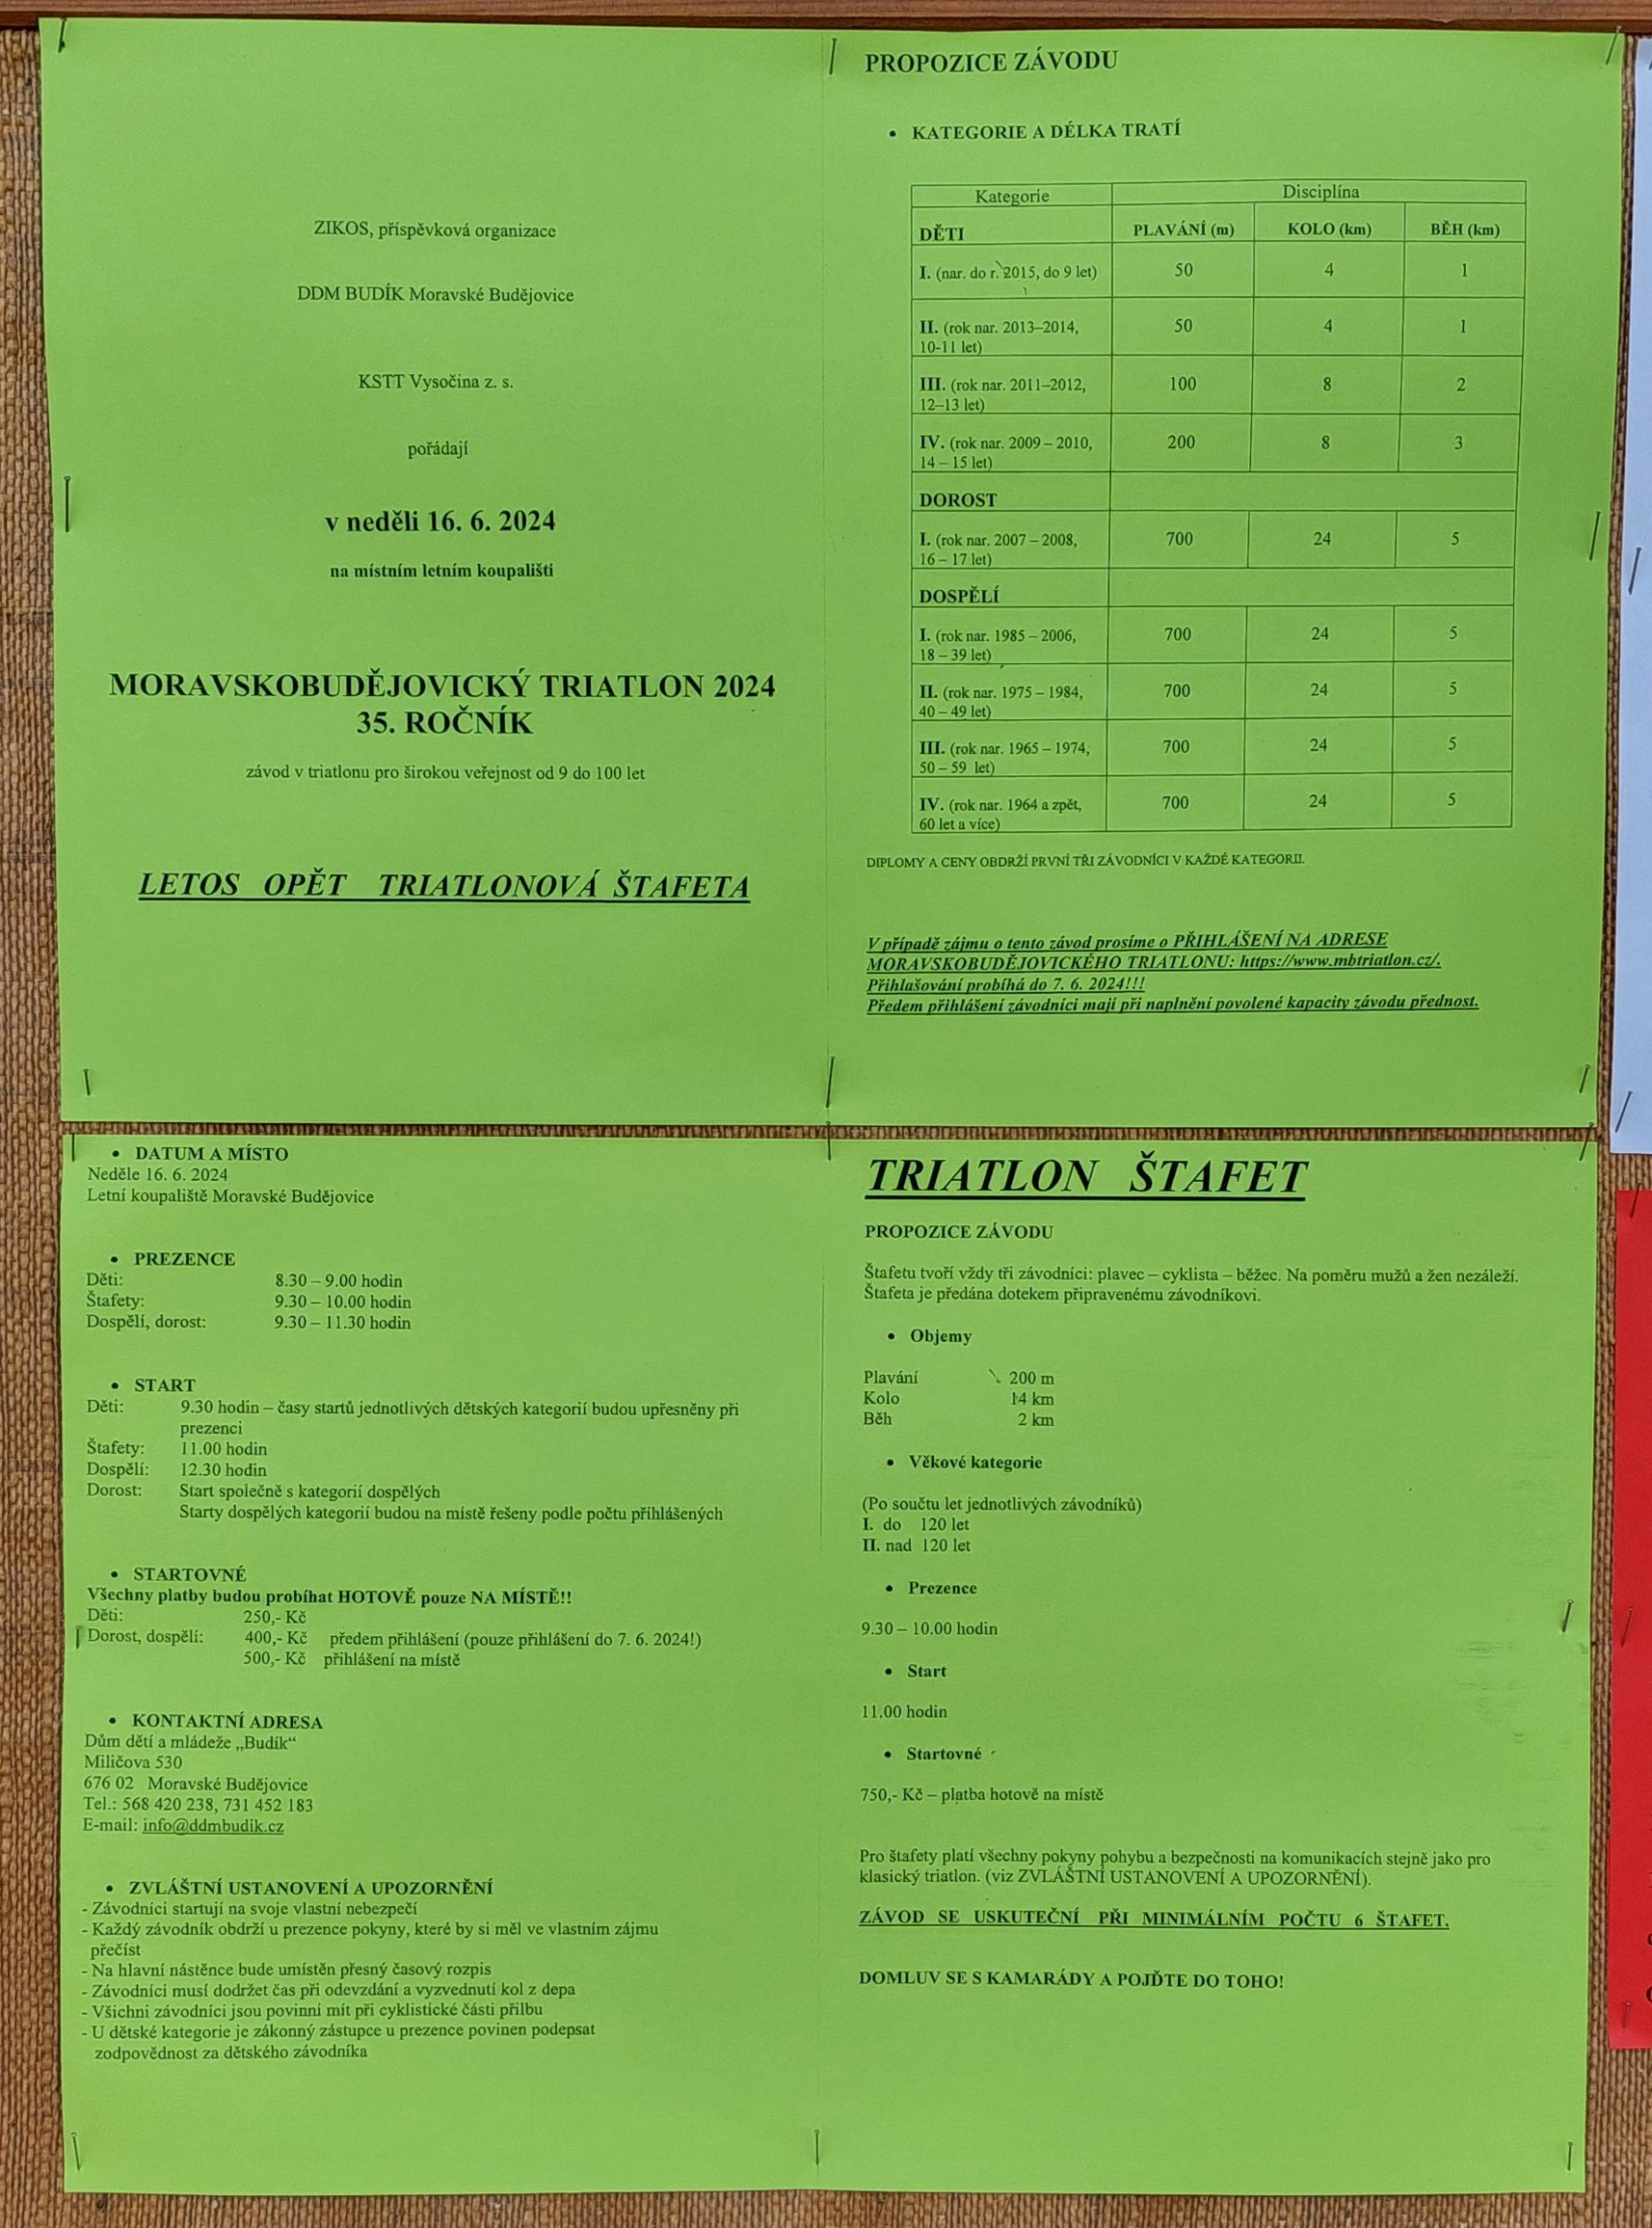 ZIKOS, příspěvková organizace
DDM BUDÍK Moravské Budějovice
KSTT Vysočina z. s.
pořádají
v neděli 16. 6. 2024
na místním letním koupališti
MORAVSKOBUDĚJOVICKÝ TRIATLON 2024
35. ROČNÍK
závod v triatlonu pro širokou veřejnost od 9 do 100 let
LETOS OPĚT TRIATLONOVÁ ŠTAFETA
PROPOZICE ZÁVODU
• KATEGORIE A DÉLKA TRATÍ
Kategorie Disciplína
DĚTI PLAVÁNÍ (m) KOLO (km) BĚH (km)
I. (nar. do r. 2015, do 9 let) 50 4 1
II. (rok nar. 2013–2014, 50 4 1
10-11 let)
III. (rok nar. 2011–2012, 100 8 2
12–13 let)
IV. (rok nar. 2009 – 2010, 200 8 3
14 – 15 let)
DOROST
I. (rok nar. 2007 – 2008, 700 24 5
16 – 17 let)
DOSPĚLÍ
I. (rok nar. 1985 – 2006, 700 24 5
18 – 39 let)
II. (rok nar. 1975 – 1984, 700 24 5
40 – 49 let)
III. (rok nar. 1965 – 1974, 700 24 5
50 – 59 let)
IV. (rok nar. 1964 a zpět, 700 24 5
60 let a více)
DIPLOMY A CENY OBDRŽÍ PRVNÍ TŘI ZÁVODNÍCI V KAŽDÉ KATEGORII.
V případě zájmu o tento závod prosíme o PŘIHLÁŠENÍ NA ADRESE
MORAVSKOBUDĚJOVICKÉHO TRIATLONU: https://www.mbtriatlon.cz/.
Přihlašování probíhá do 7. 6. 2024!!!
Předem přihlášení závodníci mají při naplnění povolené kapacity závodu přednost.
• DATUM A MÍSTO
Neděle 16. 6. 2024
Letní koupaliště Moravské Budějovice
• PREZENCE
Děti: 8.30 – 9.00 hodin
Štafety: 9.30 – 10.00 hodin
Dospělí, dorost: 9.30 – 11.30 hodin
• START
Děti: 9.30 hodin – časy startů jednotlivých dětských kategorií budou upřesněny při
prezenci
Štafety: 11.00 hodin
Dospělí: 12.30 hodin
Dorost: Start společně s kategorií dospělých
Starty dospělých kategorií budou na místě řešeny podle počtu přihlášených
• STARTOVNÉ
Všechny platby budou probíhat HOTOVĚ pouze NA MÍSTĚ!!
Děti: 250,- Kč
Dorost, dospělí: 400,- Kč předem přihlášení (pouze přihlášení do 7. 6. 2024!)
500,- Kč přihlášení na místě
• KONTAKTNÍ ADRESA
Dům dětí a mládeže „Budík“
Miličova 530
676 02 Moravské Budějovice
Tel.: 568 420 238, 731 452 183
E-mail: info@ddmbudik.cz
• ZVLÁŠTNÍ USTANOVENÍ A UPOZORNĚNÍ
- Závodníci startují na svoje vlastní nebezpečí
- Každý závodník obdrží u prezence pokyny, které by si měl ve vlastním zájmu
přečíst
- Na hlavní nástěnce bude umístěn přesný časový rozpis
- Závodníci musí dodržet čas při odevzdání a vyzvednutí kol z depa
- Všichni závodníci jsou povinni mít při cyklistické části přilbu
- U dětské kategorie je zákonný zástupce u prezence povinen podepsat
zodpovědnost za dětského závodníka
TRIATLON ŠTAFET
PROPOZICE ZÁVODU
Štafetu tvoří vždy tři závodníci: plavec – cyklista – běžec. Na poměru mužů a žen nezáleží.
Štafeta je předána dotekem připravenému závodníkovi.
• Objemy
Plavání 200 m
Kolo 14 km
Běh 2 km
• Věkové kategorie
(Po součtu let jednotlivých závodníků)
I. do 120 let
II. nad 120 let
• Prezence
9.30 – 10.00 hodin
• Start
11.00 hodin
• Startovné
750,- Kč – platba hotově na místě
Pro štafety platí všechny pokyny pohybu a bezpečnosti na komunikacích stejně jako pro
klasický triatlon. (viz ZVLÁŠTNÍ USTANOVENÍ A UPOZORNĚNÍ).
ZÁVOD SE USKUTEČNÍ PŘI MINIMÁLNÍM POČTU 6 ŠTAFET.
DOMLUV SE S KAMARÁDY A POJĎTE DO TOHO!